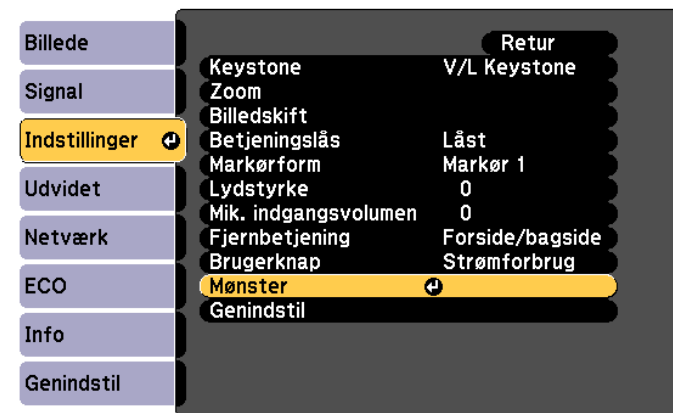 Billede
Signal
Indstillinger
Udvidet
Netværk
ECO
Info
Genindstil
Retur
Keystone V/L Keystone
Zoom
Billedskift
Betjeningslås Låst
Markørform Markør 1
Lydstyrke 0
Mik. indgangsvolumen 0
Fjernbetjening Forside/bagside
Brugerknap Strømforbrug
Mønster
Genindstil